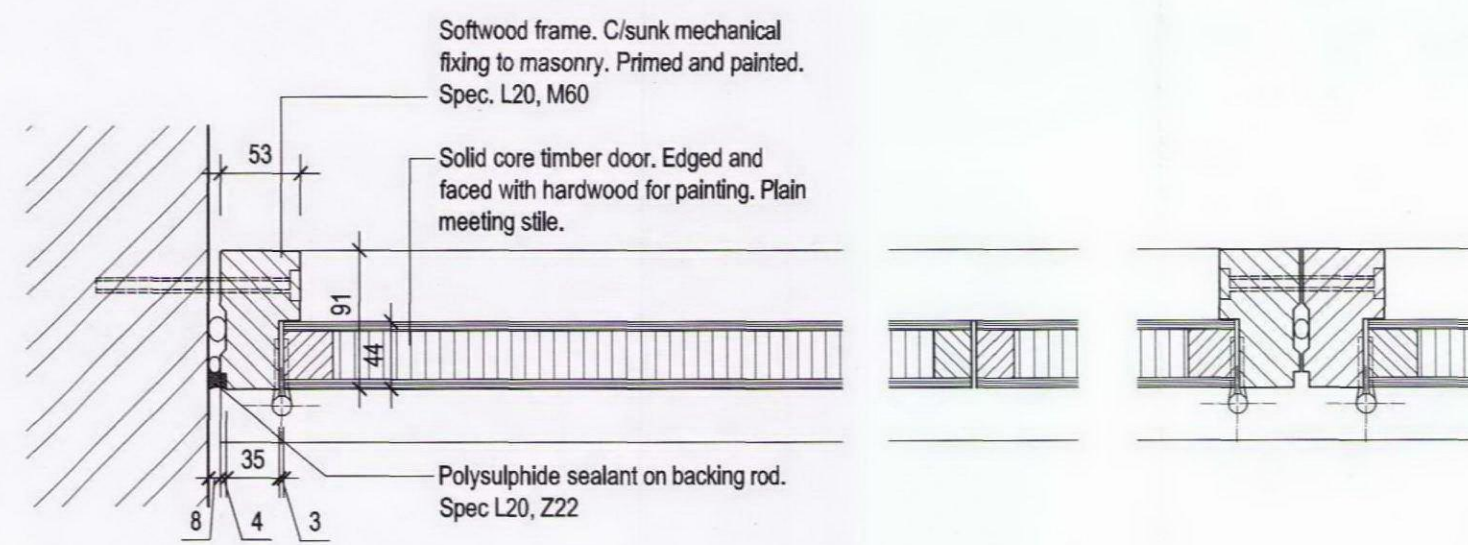 Softwood frame. C/sunk mechanical
fixing to masonry. Primed and painted.
Spec. L20, M60
53
Solid core timber door. Edged and
faced with hardwood for painting. Plain
meeting stile.
91
44
35
Polysulphide sealant on backing rod.
Spec L20, Z22
8
4
3